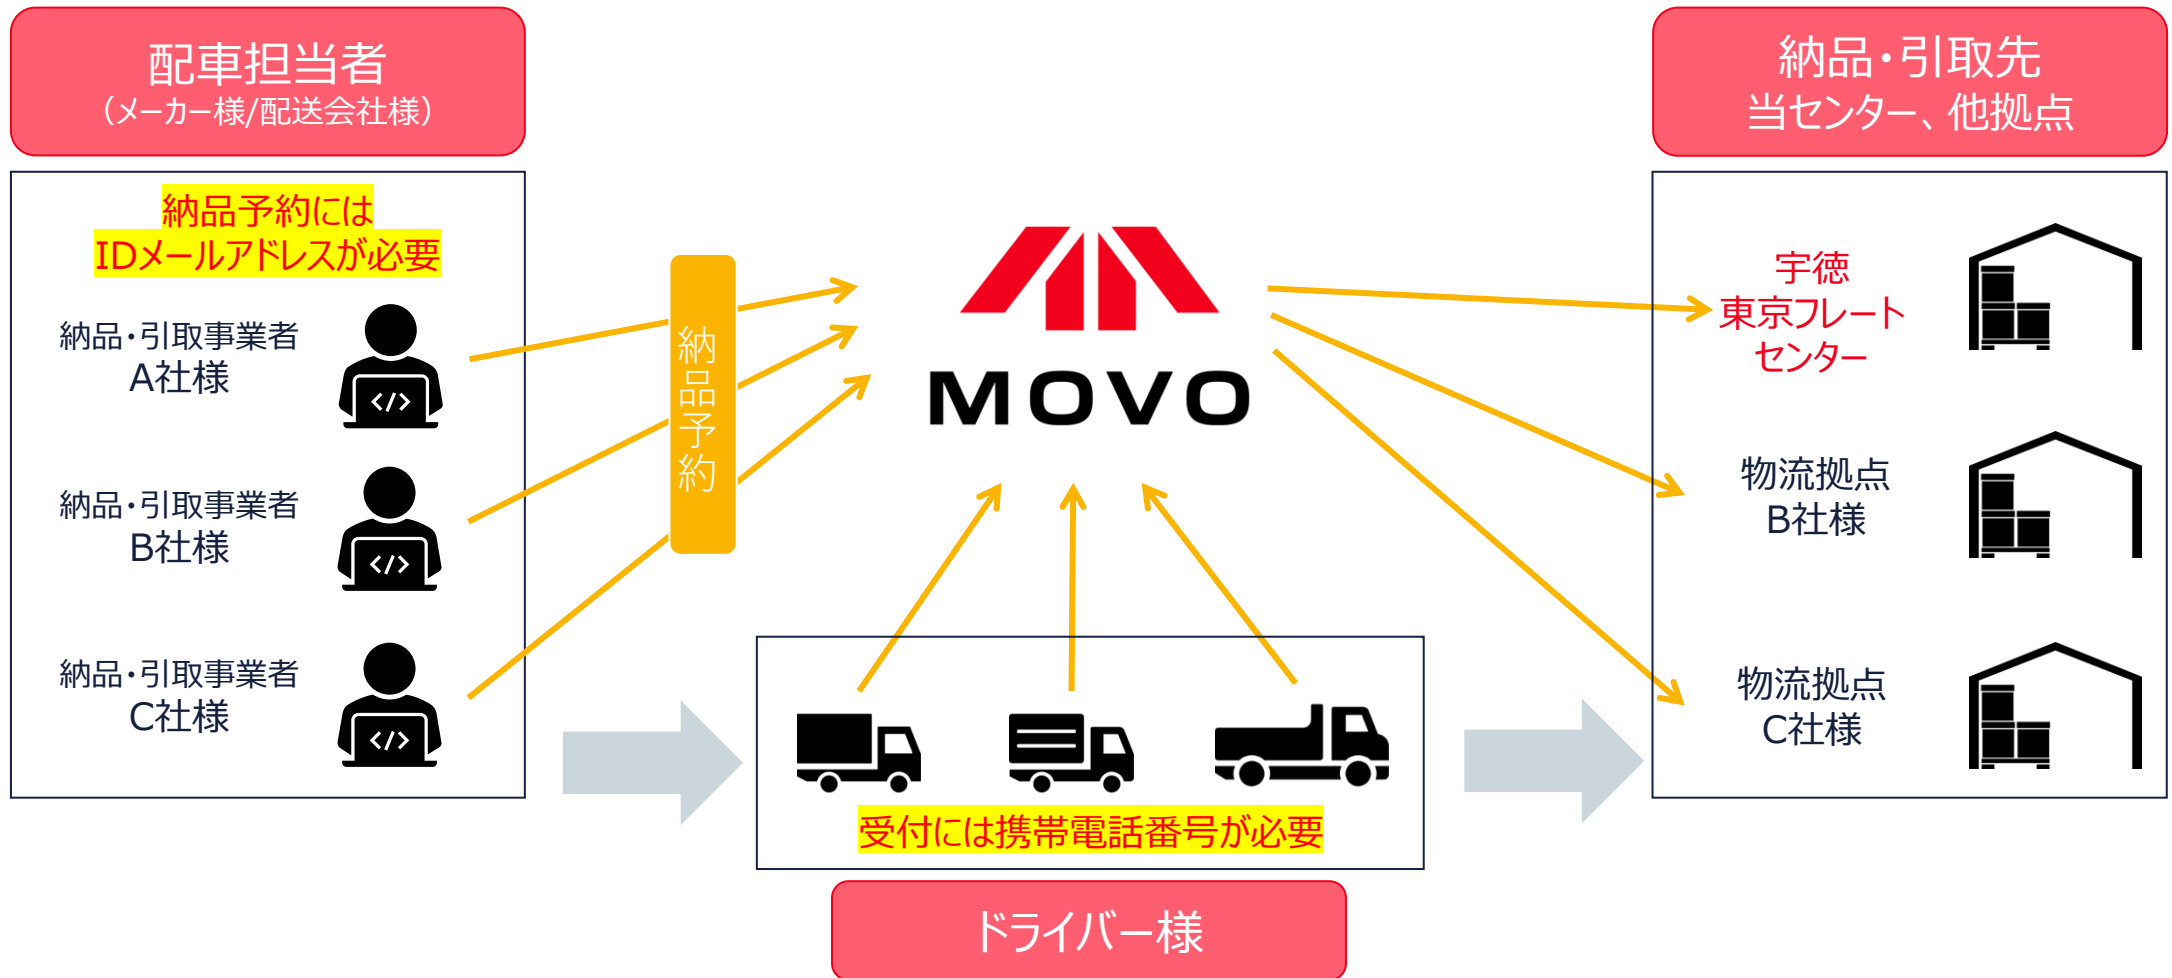 配車担当者
（メーカー様/配送会社様）
納品予約には
IDメールアドレスが必要
納品・引取事業者
A社様
納品・引取事業者
B社様
納品・引取事業者
C社様
納品予約
MOVO
受付には携帯電話番号が必要
ドライバー様
納品・引取先
当センター、他拠点
宇徳
東京フレート
センター
物流拠点
B社様
物流拠点
C社様